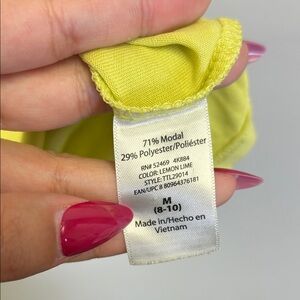 71% Modal
29% Polyester/Poliéster
RN# 52469 4K884
COLOR: LEMON LIME
STYLE: TTL29014
EAN/UPC 8 80964376181
M
(8-10)
Made in/Hecho en
Vietnam